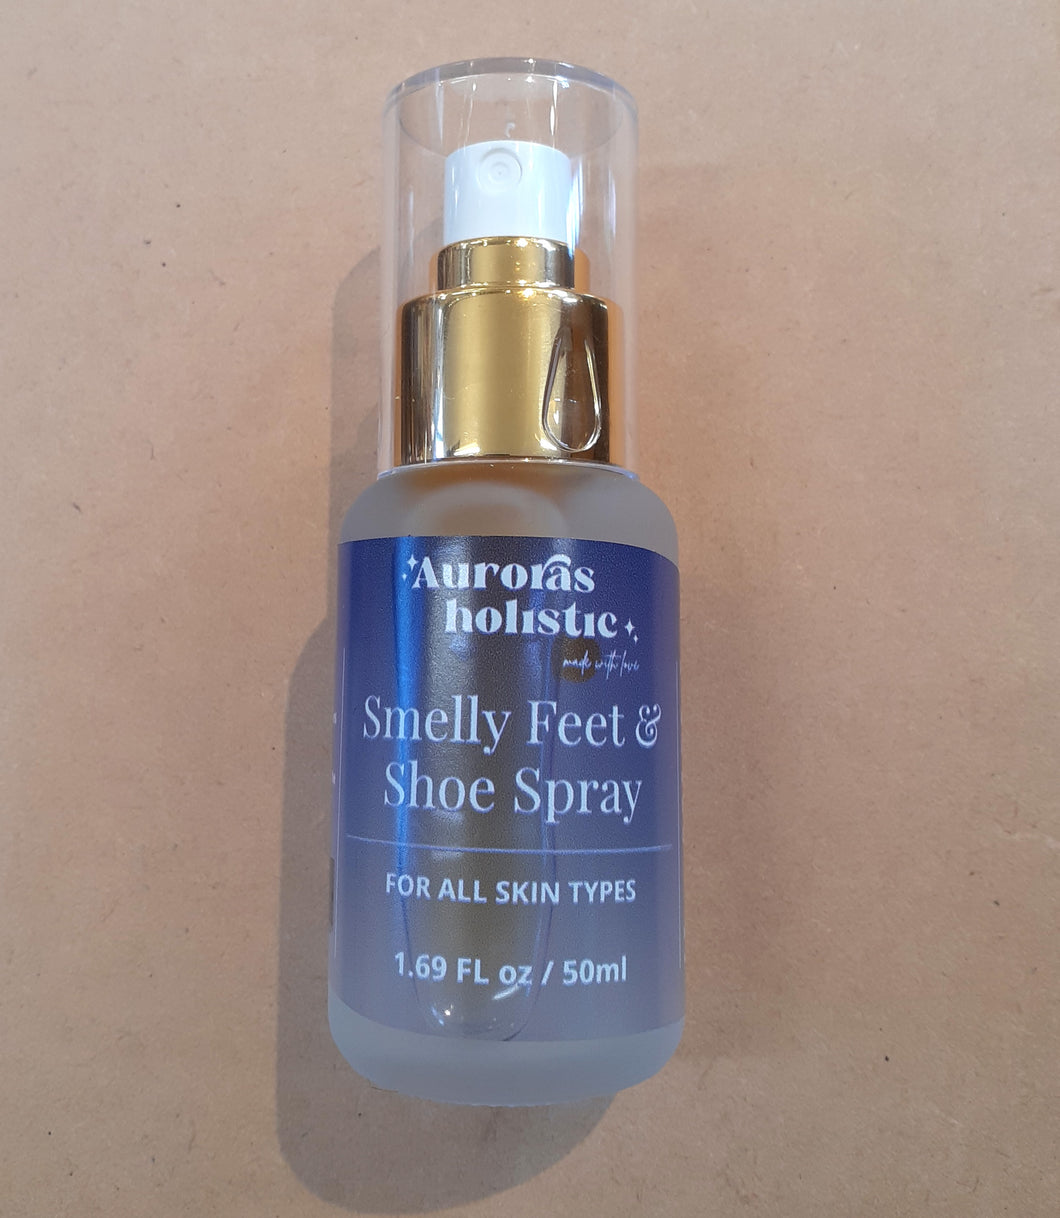 Auroras
holistic
made with love
Smelly Feet &
Shoe Spray
FOR ALL SKIN TYPES
1.69 FL oz / 50ml